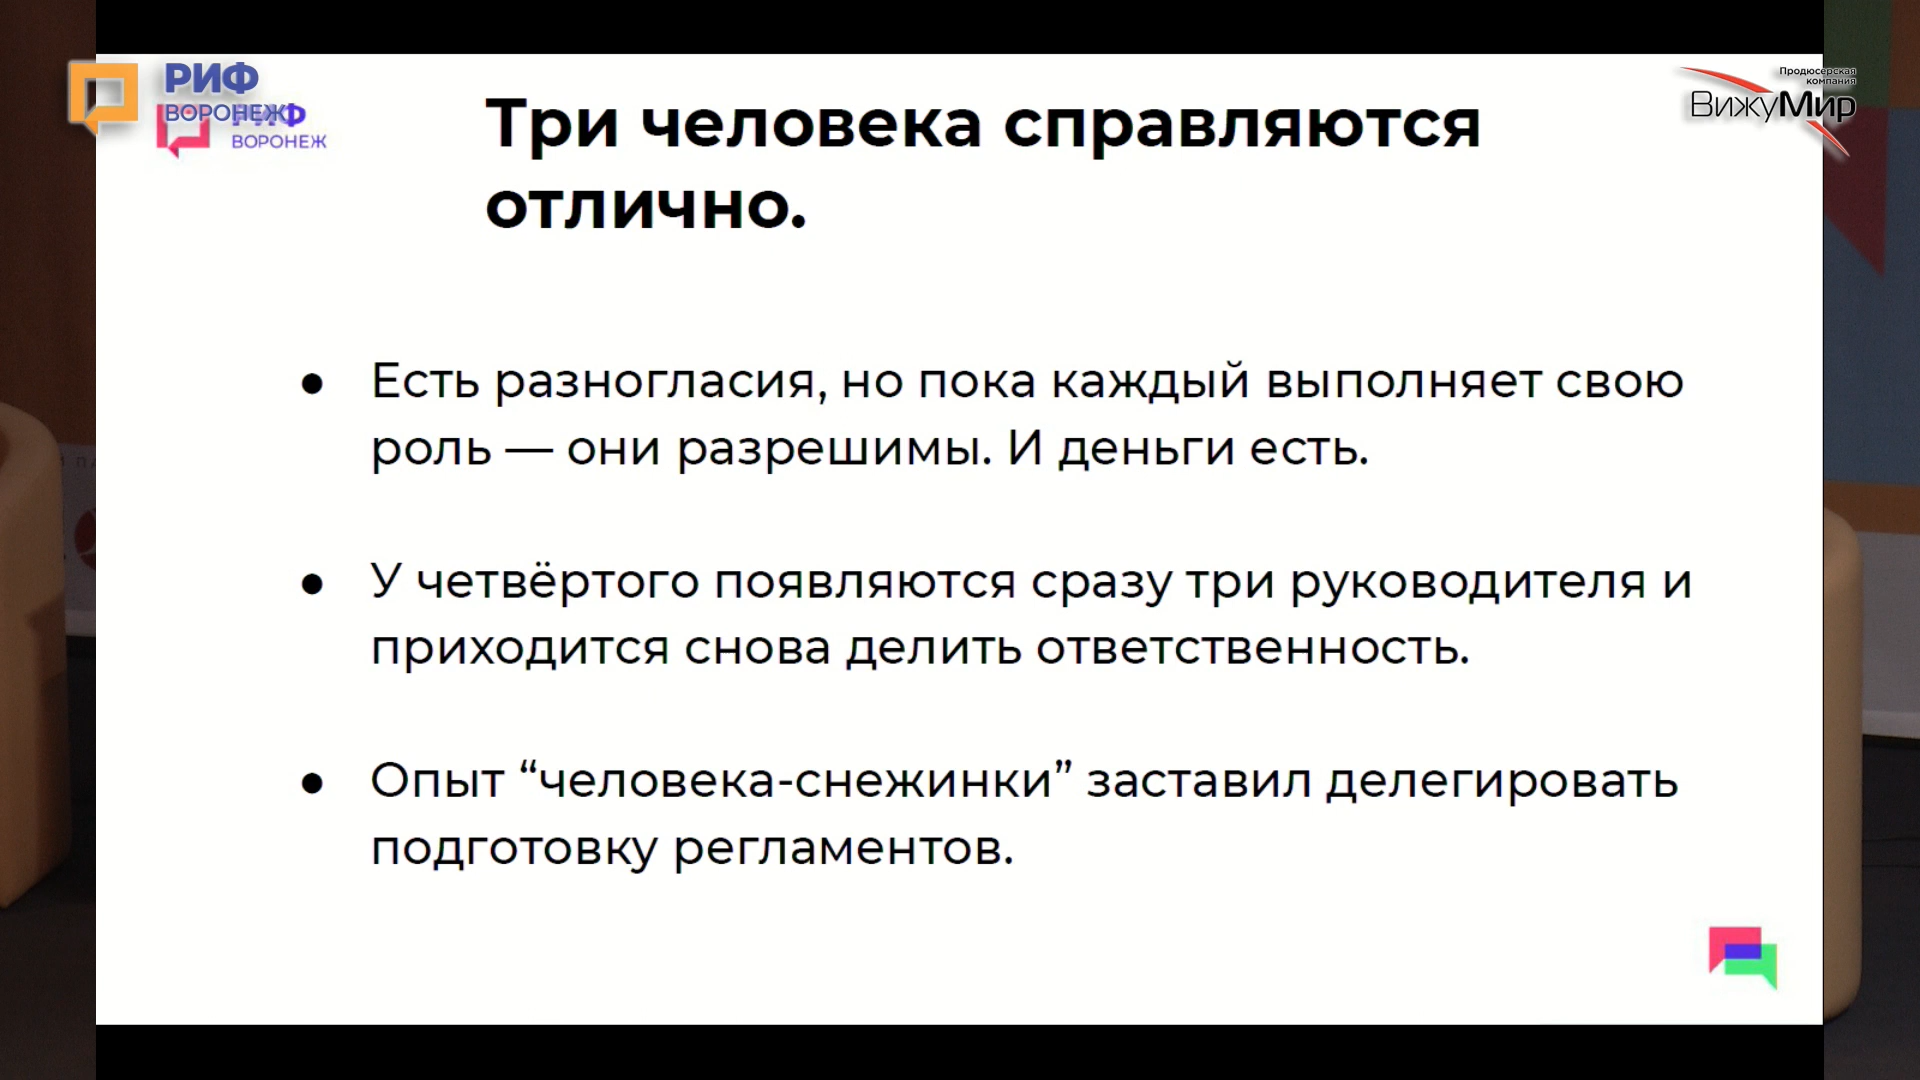 РИФ
ВОРОНЕЖ
ВОРОНЕЖ
Продюсерская
компания
ВижуМир
Три человека справляются
отлично.
● Есть разногласия, но пока каждый выполняет свою
роль — они разрешимы. И деньги есть.
● У четвёртого появляются сразу три руководителя и
приходится снова делить ответственность.
● Опыт “человека-снежинки” заставил делегировать
подготовку регламентов.